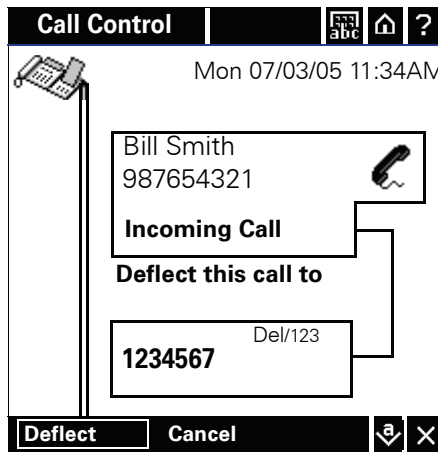 Call Control abc ?
Mon 07/03/05 11:34AM
Bill Smith
987654321
Incoming Call
Deflect this call to
Del/123
1234567
Deflect Cancel a